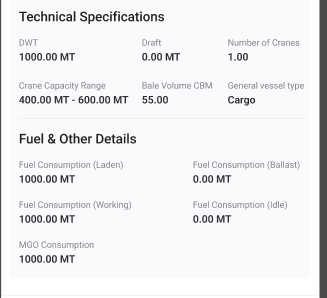 Technical Specifications
DWT Draft Number of Cranes
1000.00 MT 0.00 MT 1.00
Crane Capacity Range Bale Volume CBM General vessel type
400.00 MT - 600.00 MT 55.00 Cargo
Fuel & Other Details
Fuel Consumption (Laden) Fuel Consumption (Ballast)
1000.00 MT 0.00 MT
Fuel Consumption (Working) Fuel Consumption (Idle)
1000.00 MT 0.00 MT
MGO Consumption
1000.00 MT